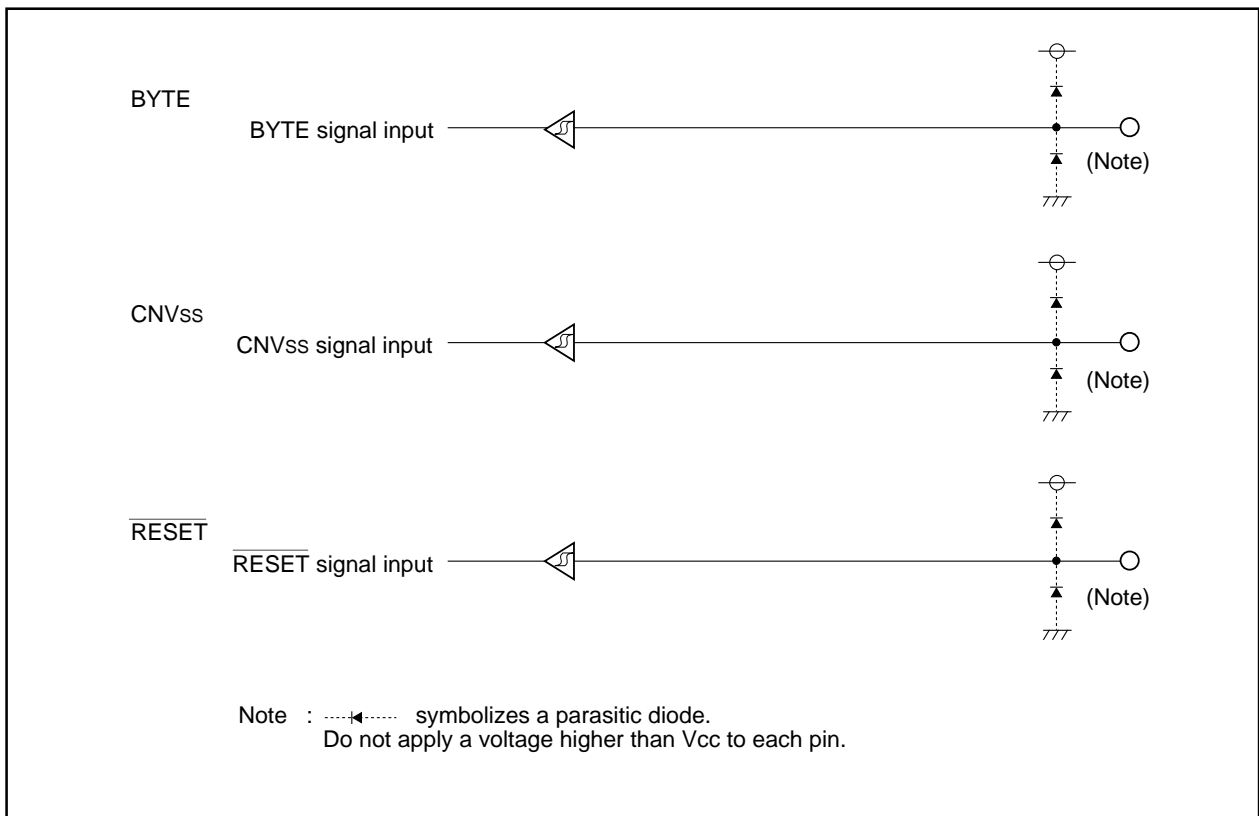 BYTE
BYTE signal input
(Note)
CNVss
CNVss signal input
(Note)
RESET
RESET signal input
(Note)
Note : symbolizes a parasitic diode.
Do not apply a voltage higher than Vcc to each pin.